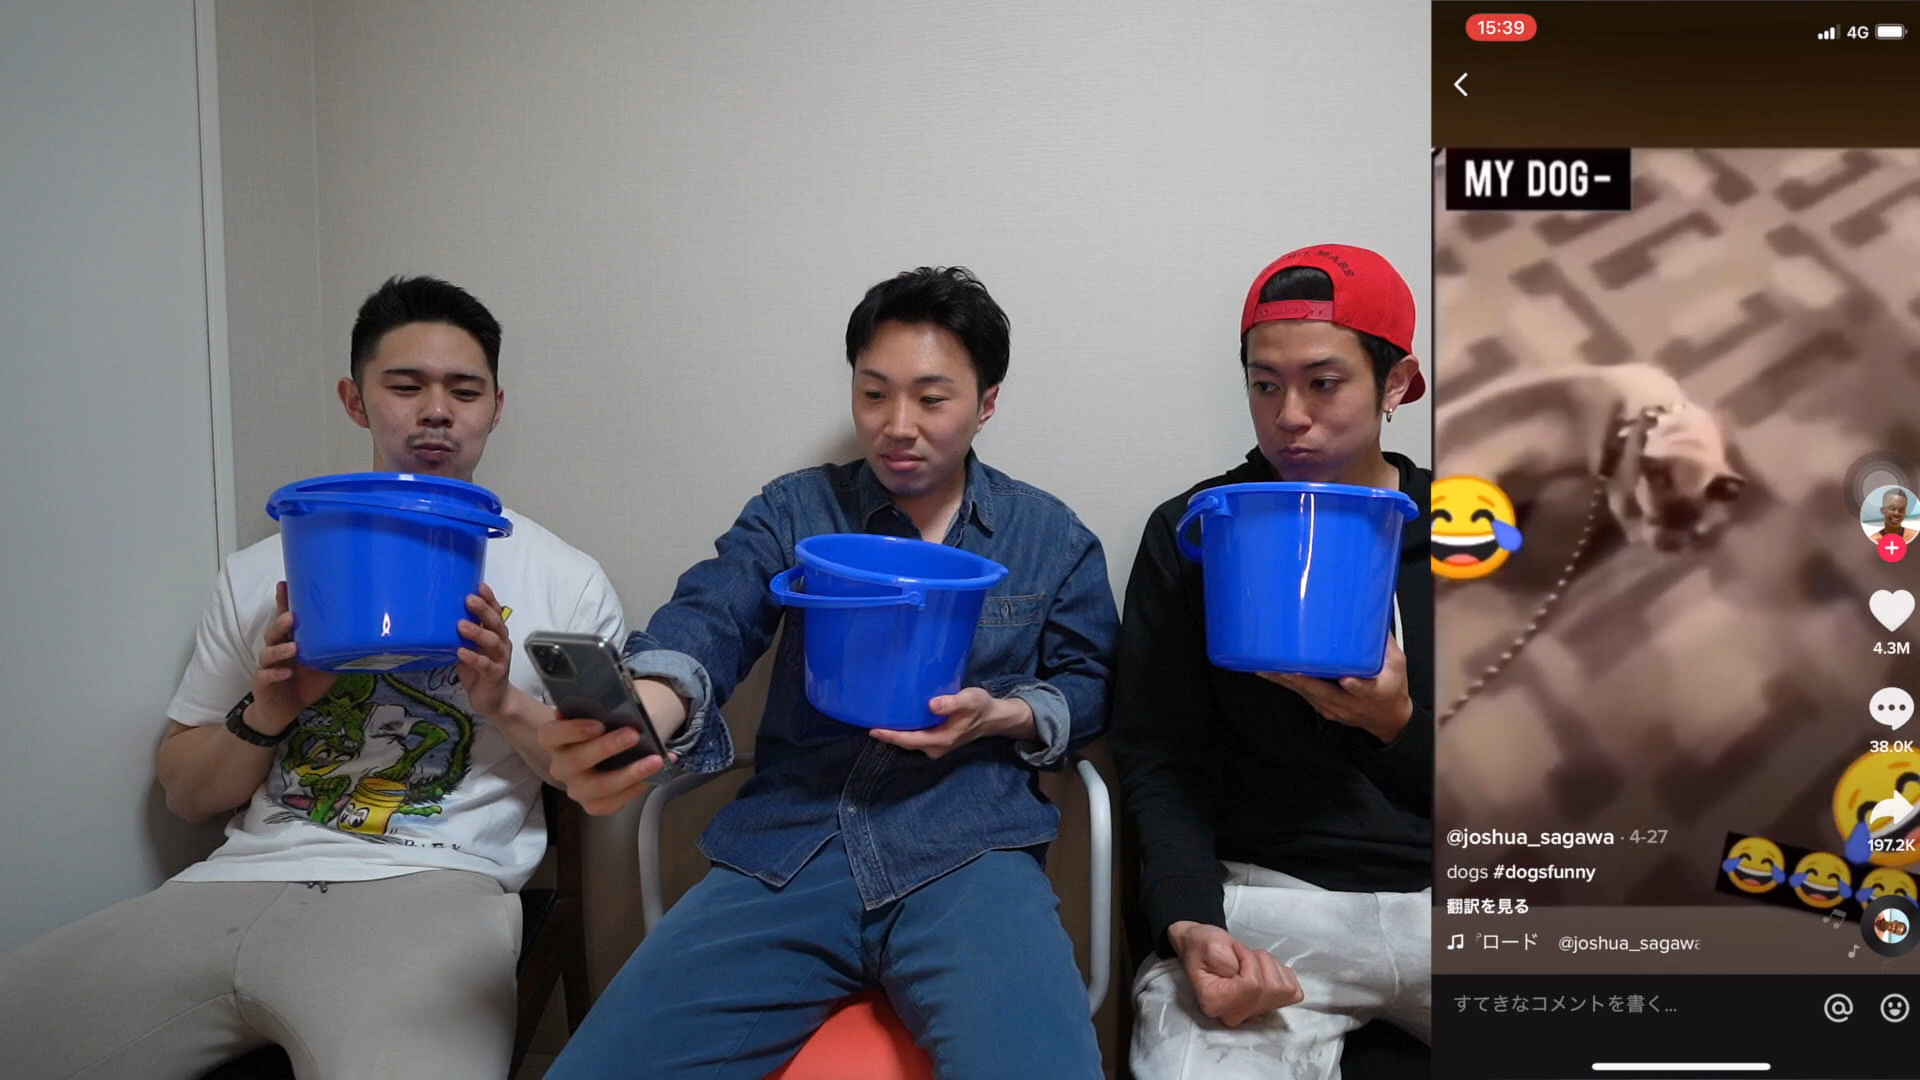 15:39
4G
MY DOG-
4.3M
38.0K
197.2K
@joshua_sagawa · 4-27
dogs #dogsfunny
翻訳を見る
ロード @joshua_sagawa
すてきなコメントを書く...